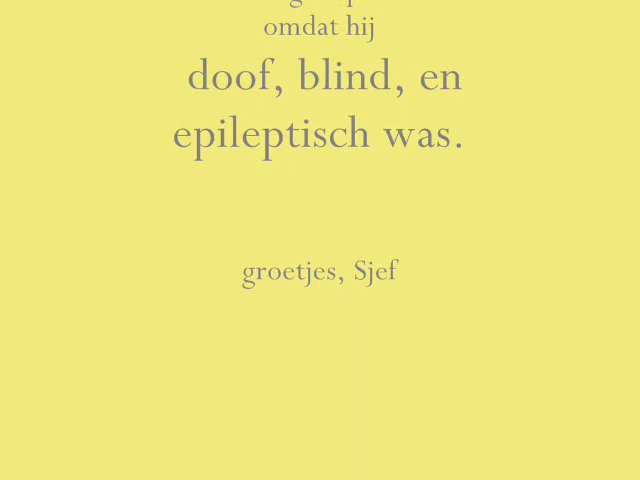 omdat hij
doof, blind, en
epileptisch was.
groetjes, Sjef